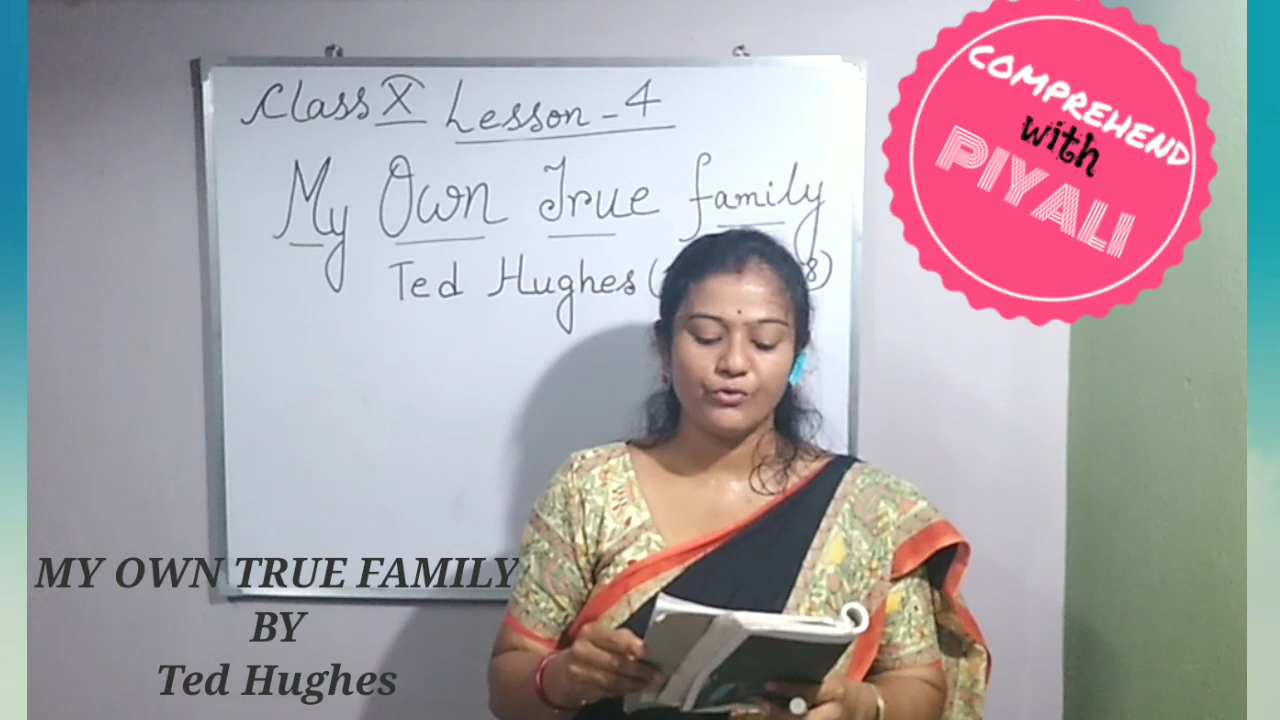 Class X Lesson - 4
My Own True family
Ted Hughes (
8)
COMPREHEND
with
PIYALI
MY OWN TRUE FAMILY
BY
Ted Hughes